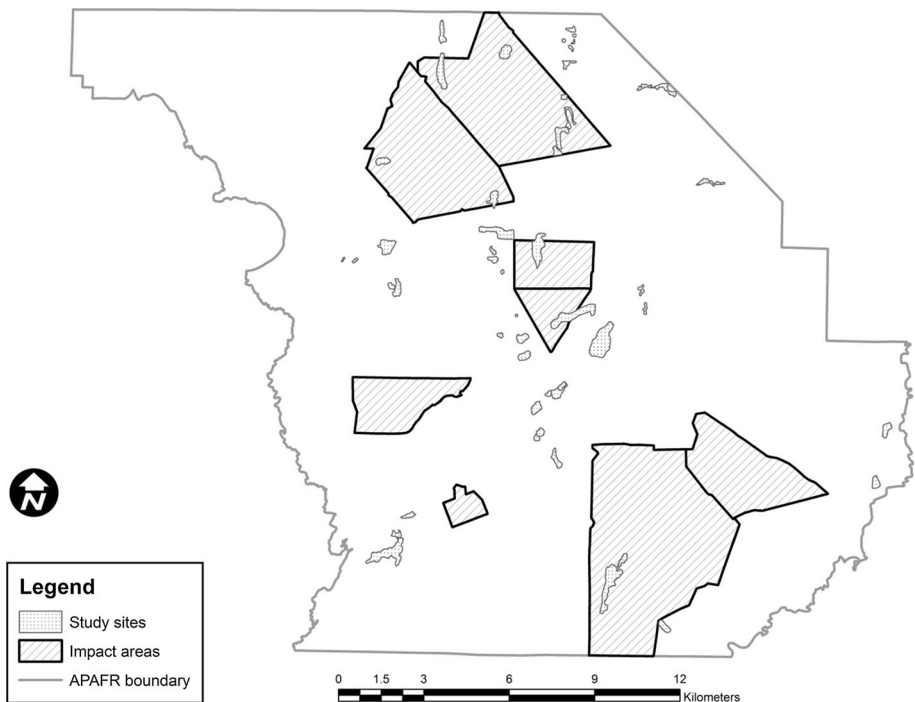 N
Legend
Study sites
Impact areas
APAFR boundary
0 1.5 3 6 9 12
Kilometers